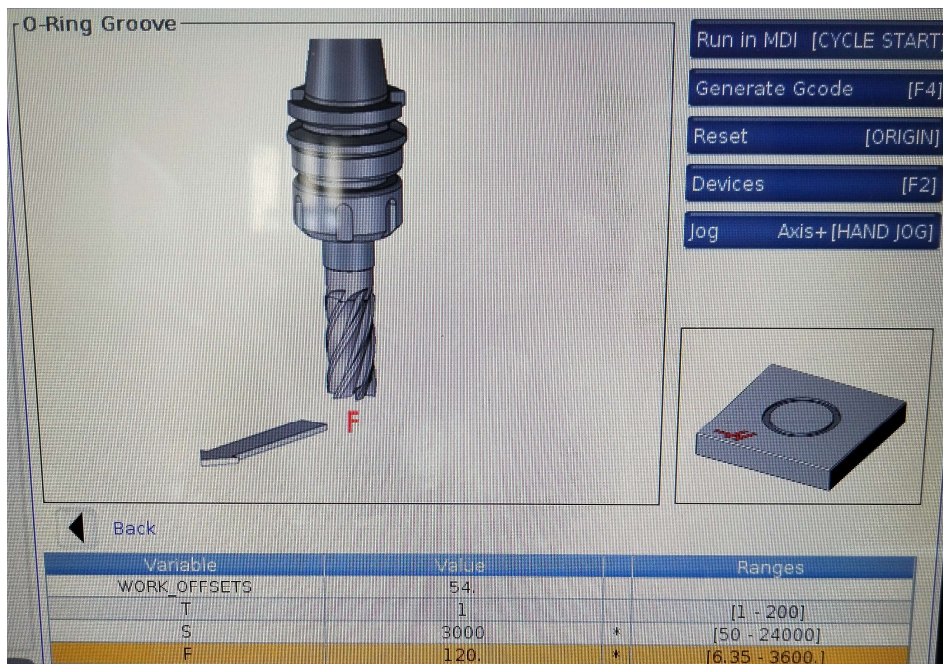 O-Ring Groove
Run in MDI [CYCLE START]
Generate Gcode [F4]
Reset [ORIGIN]
Devices [F2]
Jog Axis+[HAND JOG]
F
Back
Variable Value Ranges
WORK_OFFSETS 54.
T 1 [1 - 200]
S 3000 * [50 - 24000]
F 120. * [6.35 - 3600.]